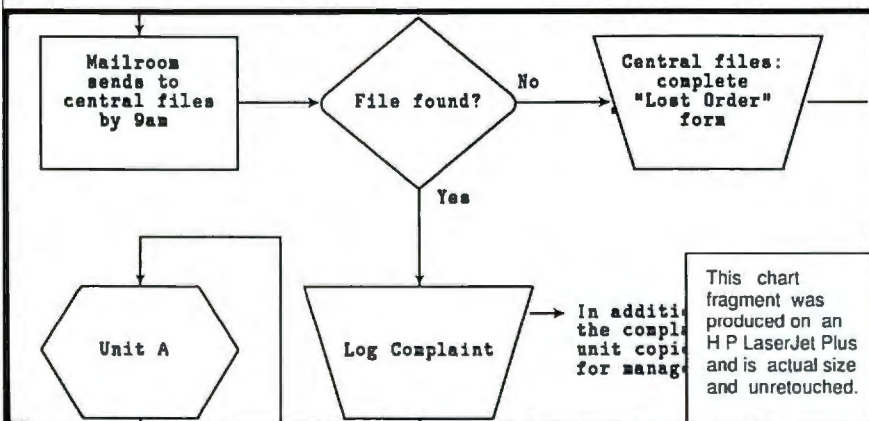 Mailroom
sends to
central files
by 9am
File found?
No
Central files:
complete
"Lost Order"
form
Yes
Unit A
Log Complaint
In additi
the compla
unit copi
for manag
This chart
fragment was
produced on an
H P LaserJet Plus
and is actual size
and unretouched.